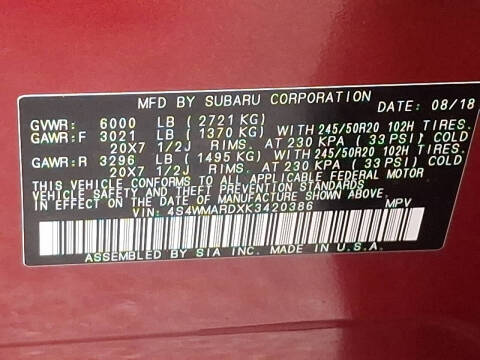 MFD BY SUBARU CORPORATION DATE: 08/18
GVWR: 6000 LB ( 2721 KG)
GAWR:F 3021 LB ( 1370 KG) WITH 245/50R20 102H TIRES.
20X7 1/2J RIMS. AT 230 KPA ( 33 PSI) COLD
GAWR:R 3296 LB ( 1495 KG) WITH 245/50R20 102H TIRES.
20X7 1/2J RIMS. AT 230 KPA ( 33 PSI) COLD
THIS VEHICLE CONFORMS TO ALL APPLICABLE FEDERAL MOTOR
VEHICLE SAFETY AND THEFT PREVENTION STANDARDS
IN EFFECT ON THE DATE OF MANUFACTURE SHOWN ABOVE.
VIN: 4S4WMARDXK3420386 MPV
ASSEMBLED BY SIA INC. MADE IN U.S.A.